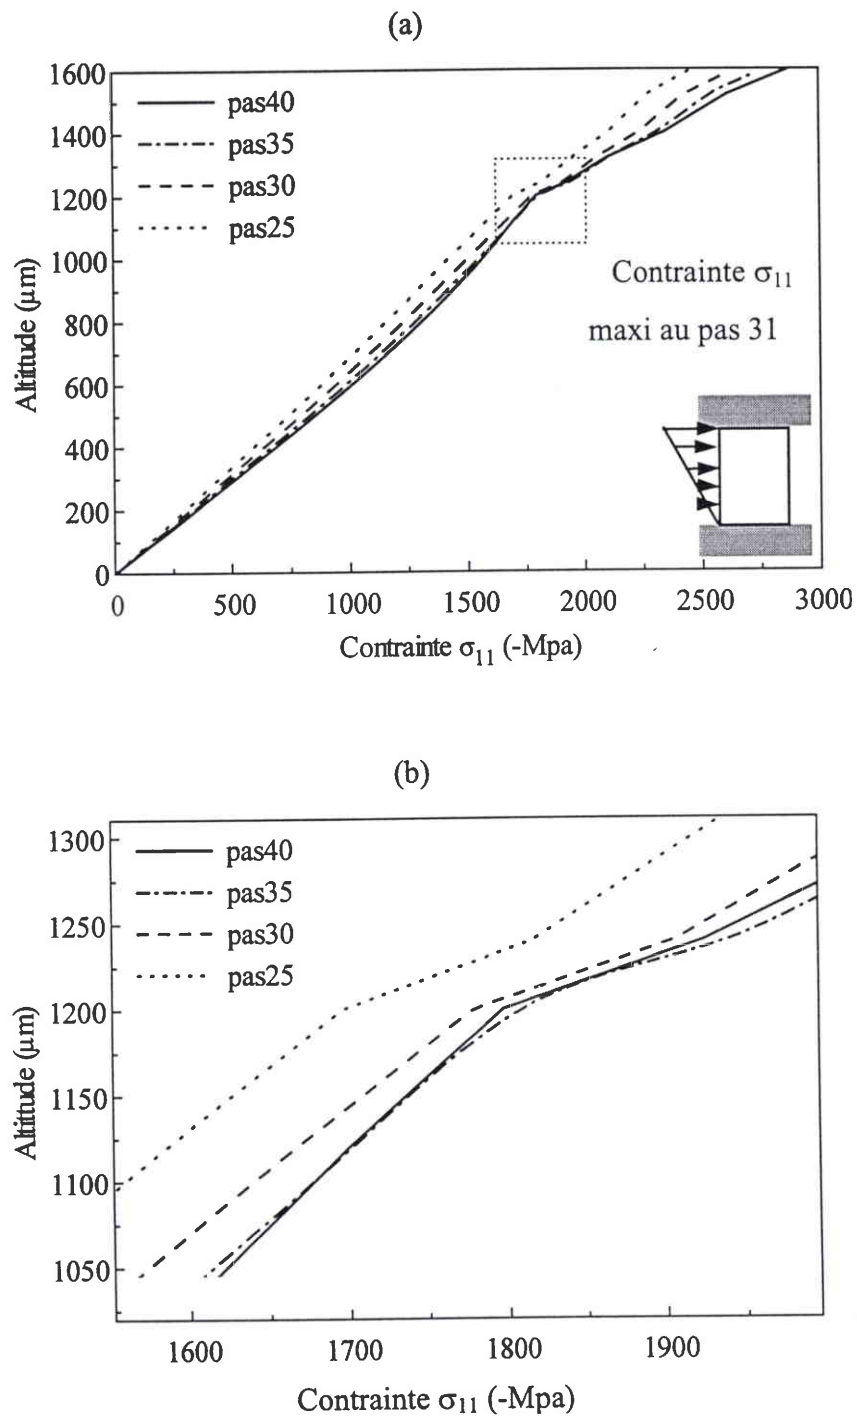 (a)
1600
1400
1200
1000
800
600
400
200
0
Altittude (µm)
pas40
pas35
pas30
pas25
Contrainte σ11
maxi au pas 31
0 500 1000 1500 2000 2500 3000
Contrainte σ11 (-Mpa)
(b)
1300
1250
1200
1150
1100
1050
Altittude (µm)
pas40
pas35
pas30
pas25
1600 1700 1800 1900
Contrainte σ11 (-Mpa)